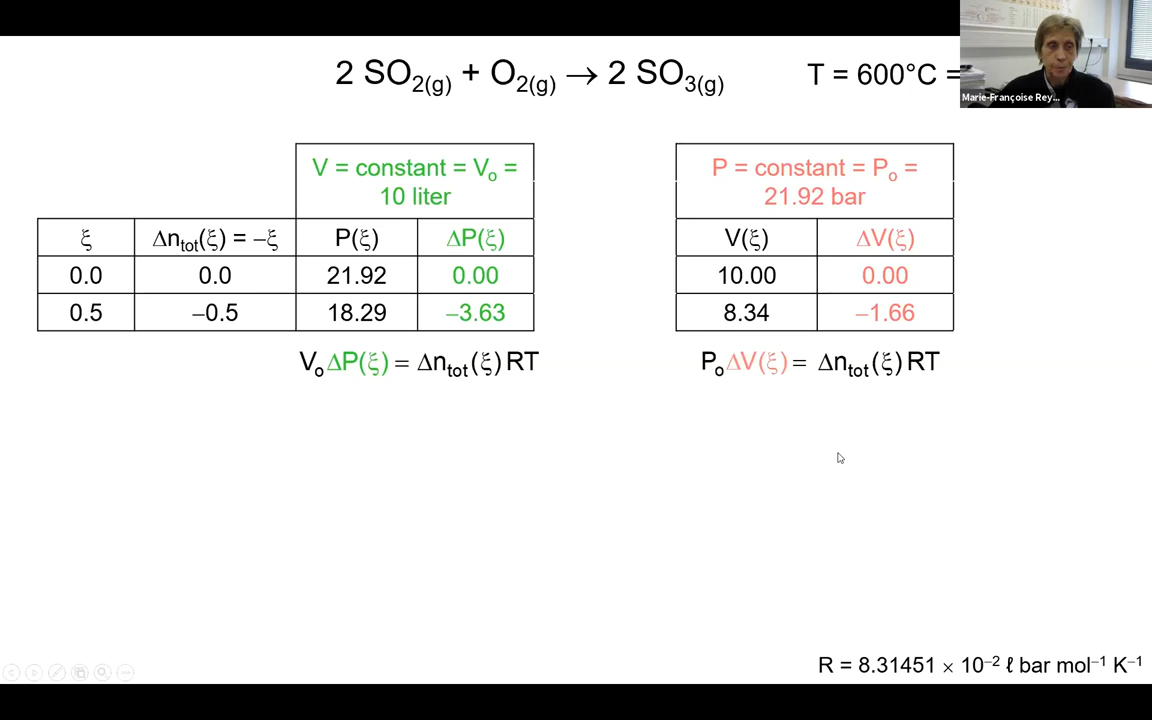 2 SO2(g) + O2(g) → 2 SO3(g)
T = 600°C =
Marie-Françoise Rey...
V = constant = Vo =
10 liter
P = constant = Po =
21.92 bar
ξ Δntot(ξ) = −ξ P(ξ) ΔP(ξ) V(ξ) ΔV(ξ)
0.0 0.0 21.92 0.00 10.00 0.00
0.5 −0.5 18.29 −3.63 8.34 −1.66
VoΔP(ξ) = Δntot(ξ) RT
PoΔV(ξ) = Δntot(ξ) RT
R = 8.31451 × 10−2 ℓ bar mol−1 K−1